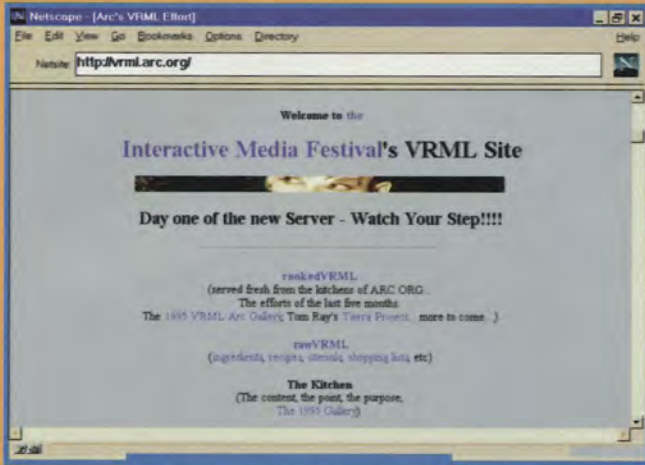 Netscape - [Arc's VRML Effort]
File Edit View Go Bookmarks Options Directory Help
Netsite: http://vrml.arc.org/
Welcome to the
Interactive Media Festival's VRML Site
Day one of the new Server - Watch Your Step!!!!
cookedVRML
(served fresh from the kitchens of ARC ORG...
The efforts of the last five months.
The 1995 VRML Arc Gallery, Tom Ray's Tierra Project... more to come...)
rawVRML
(ingredients, recipes, utensils, shopping lists, etc)
The Kitchen
(The content, the point, the purpose,
The 1995 Gallery)